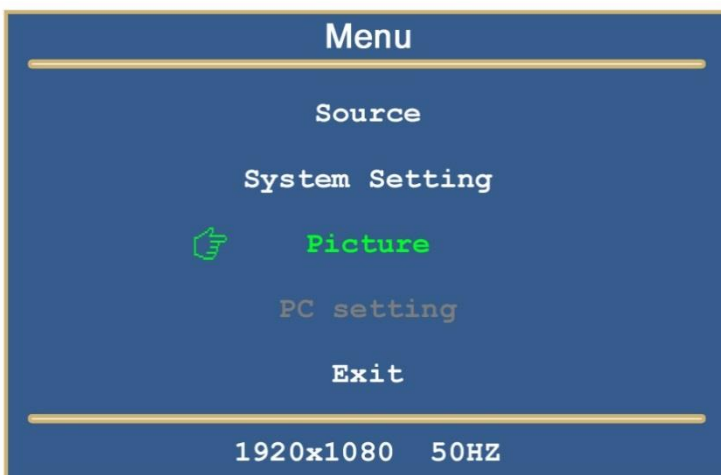 Menu
Source
System Setting
Picture
PC setting
Exit
1920x1080 50HZ